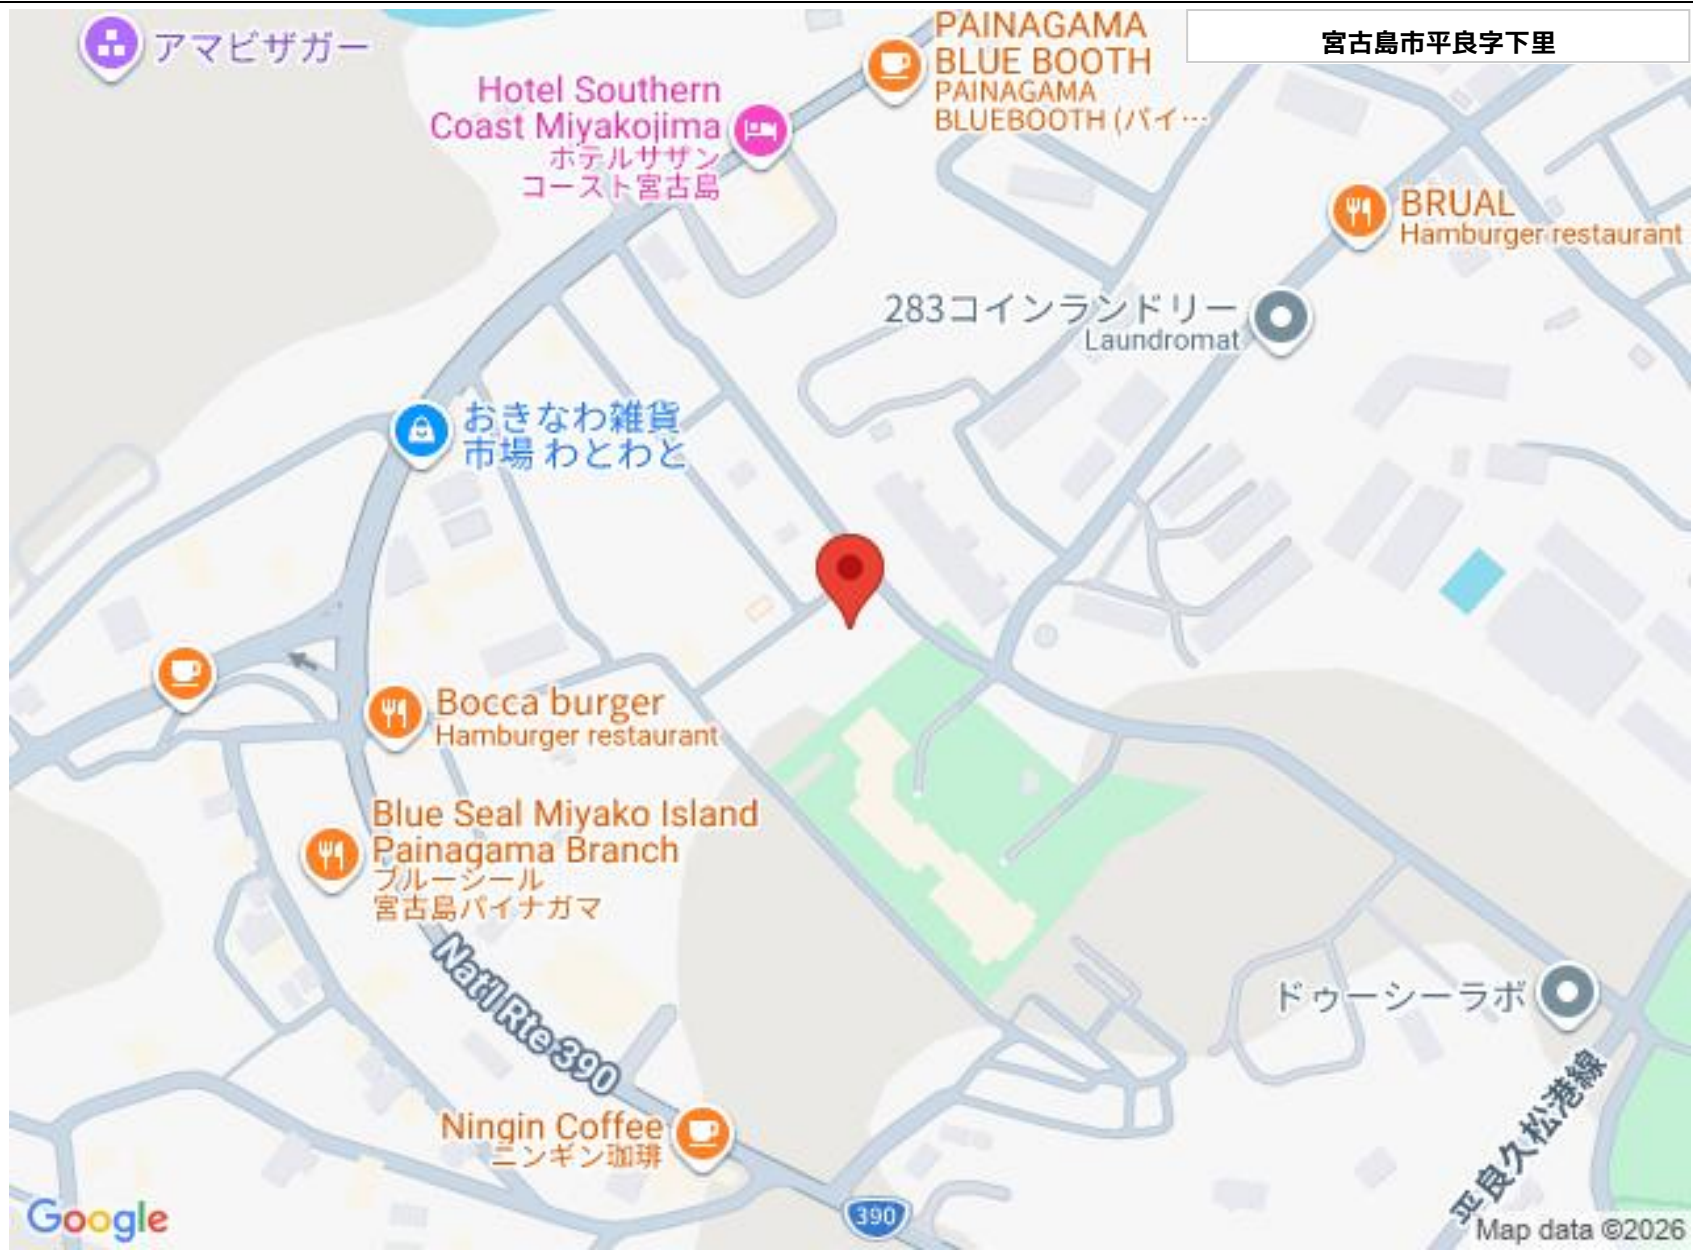 宮古島市平良字下里
アマビザガー
PAINAGAMA
BLUE BOOTH
PAINAGAMA
BLUEBOOTH (パイ…
Hotel Southern
Coast Miyakojima
ホテルサザン
コースト宮古島
BRUAL
Hamburger restaurant
283コインランドリー
Laundromat
おきなわ雑貨
市場 わとわと
Bocca burger
Hamburger restaurant
Blue Seal Miyako Island
Painagama Branch
ブルーシール
宮古島パイナガマ
Nat'l Rte 390
ドゥーシーラボ
平良久松港線
Ningin Coffee
ニンギン珈琲
390
Google
Map data ©2026